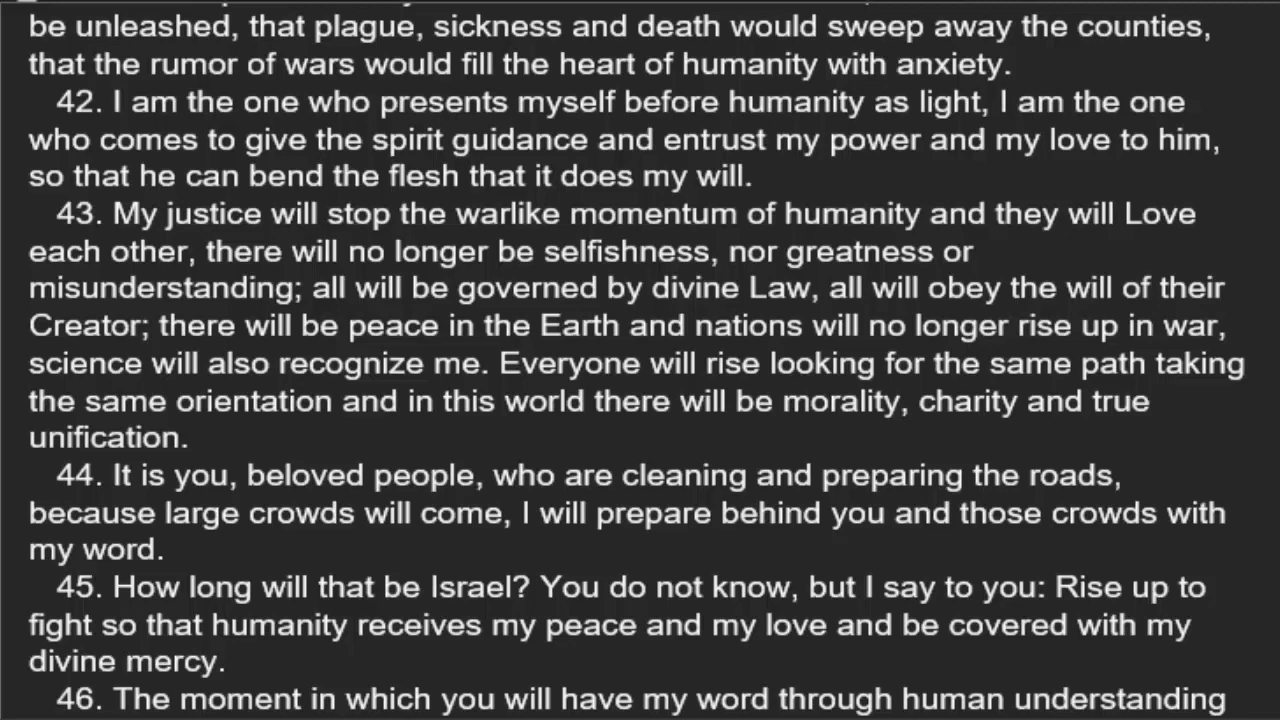 be unleashed, that plague, sickness and death would sweep away the counties,
that the rumor of wars would fill the heart of humanity with anxiety.
42. I am the one who presents myself before humanity as light, I am the one
who comes to give the spirit guidance and entrust my power and my love to him,
so that he can bend the flesh that it does my will.
43. My justice will stop the warlike momentum of humanity and they will Love
each other, there will no longer be selfishness, nor greatness or
misunderstanding; all will be governed by divine Law, all will obey the will of their
Creator; there will be peace in the Earth and nations will no longer rise up in war,
science will also recognize me. Everyone will rise looking for the same path taking
the same orientation and in this world there will be morality, charity and true
unification.
44. It is you, beloved people, who are cleaning and preparing the roads,
because large crowds will come, I will prepare behind you and those crowds with
my word.
45. How long will that be Israel? You do not know, but I say to you: Rise up to
fight so that humanity receives my peace and my love and be covered with my
divine mercy.
46. The moment in which you will have my word through human understanding